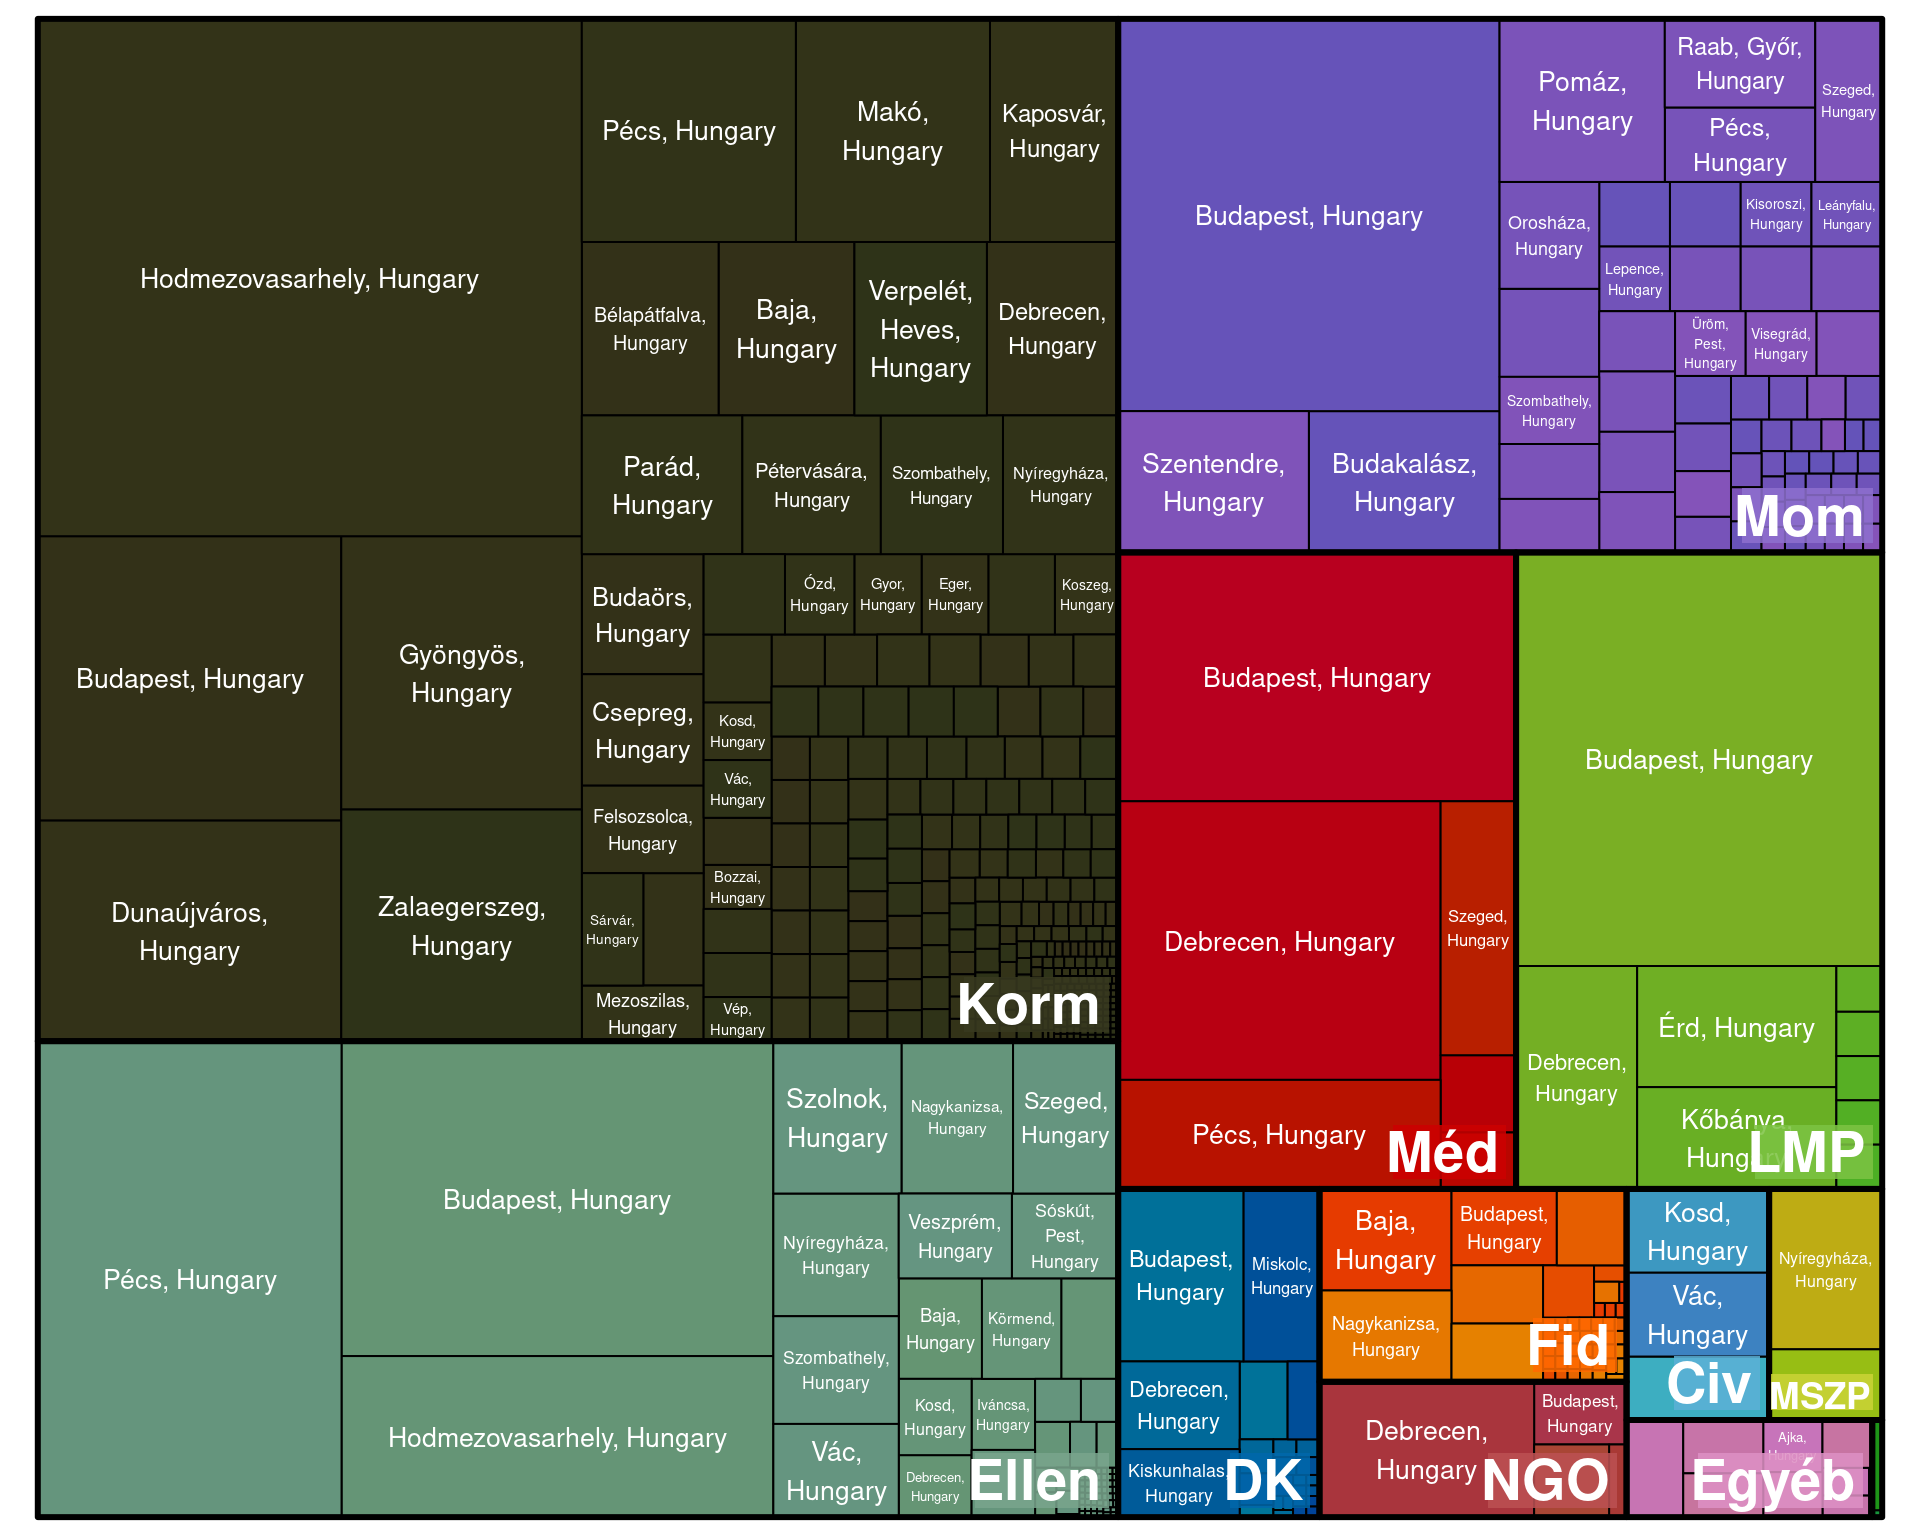 Hodmezovasarhely, Hungary
Pécs, Hungary
Makó,
Hungary
Kaposvár,
Hungary
Bélapátfalva,
Hungary
Baja,
Hungary
Verpelét,
Heves,
Hungary
Debrecen,
Hungary
Parád,
Hungary
Pétervására,
Hungary
Szombathely,
Hungary
Nyíregyháza,
Hungary
Budapest, Hungary
Gyöngyös,
Hungary
Dunaújváros,
Hungary
Zalaegerszeg,
Hungary
Budaörs,
Hungary
Ózd,
Hungary
Gyor,
Hungary
Eger,
Hungary
Koszeg,
Hungary
Csepreg,
Hungary
Kosd,
Hungary
Vác,
Hungary
Felsozsolca,
Hungary
Bozzai,
Hungary
Sárvár,
Hungary
Mezoszilas,
Hungary
Vép,
Hungary
Korm
Budapest, Hungary
Szentendre,
Hungary
Budakalász,
Hungary
Pomáz,
Hungary
Raab, Győr,
Hungary
Pécs,
Hungary
Szeged,
Hungary
Orosháza,
Hungary
Kisoroszi,
Hungary
Leányfalu,
Hungary
Lepence,
Hungary
Üröm,
Pest,
Hungary
Visegrád,
Hungary
Szombathely,
Hungary
Mom
Budapest, Hungary
Debrecen, Hungary
Szeged,
Hungary
Pécs, Hungary
Méd
Budapest, Hungary
Debrecen,
Hungary
Érd, Hungary
Kőbánya,
Hungary
LMP
Pécs, Hungary
Budapest, Hungary
Hodmezovasarhely, Hungary
Szolnok,
Hungary
Nagykanizsa,
Hungary
Szeged,
Hungary
Nyíregyháza,
Hungary
Veszprém,
Hungary
Sóskút,
Pest,
Hungary
Szombathely,
Hungary
Baja,
Hungary
Körmend,
Hungary
Vác,
Hungary
Kosd,
Hungary
Iváncsa,
Hungary
Debrecen,
Hungary
Ellen
Budapest,
Hungary
Miskolc,
Hungary
Debrecen,
Hungary
Kiskunhalas,
Hungary
DK
Baja,
Hungary
Budapest,
Hungary
Nagykanizsa,
Hungary
Fid
Debrecen,
Hungary
Budapest,
Hungary
NGO
Kosd,
Hungary
Vác,
Hungary
Civ
Nyíregyháza,
Hungary
MSZP
Ajka,
Hungary
Egyéb